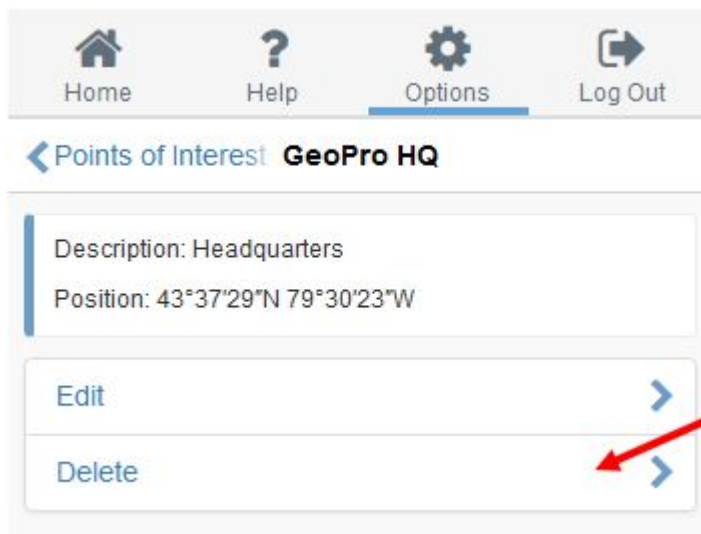 Home Help Options Log Out
Points of Interest GeoPro HQ
Description: Headquarters
Position: 43°37'29"N 79°30'23"W
Edit
Delete